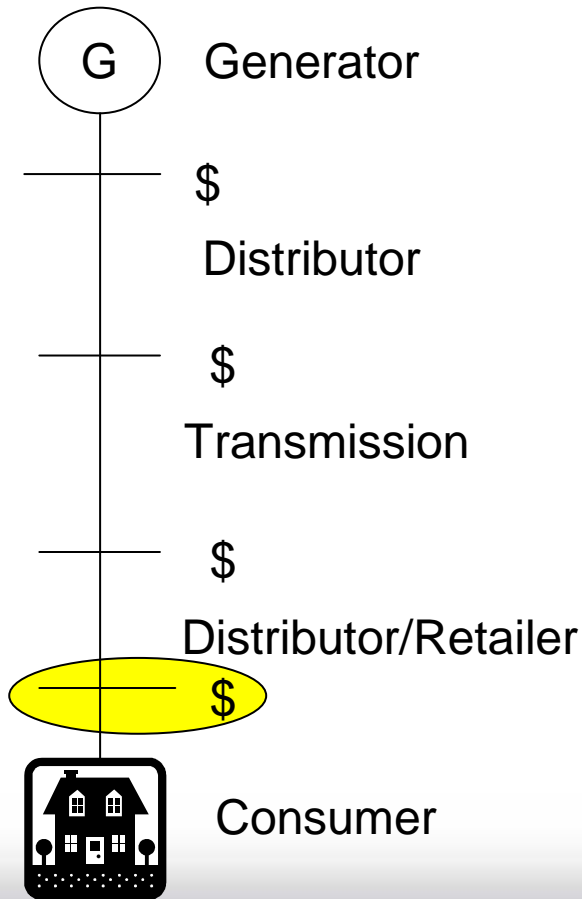 G Generator
$
Distributor
$
Transmission
$
Distributor/Retailer
$
Consumer